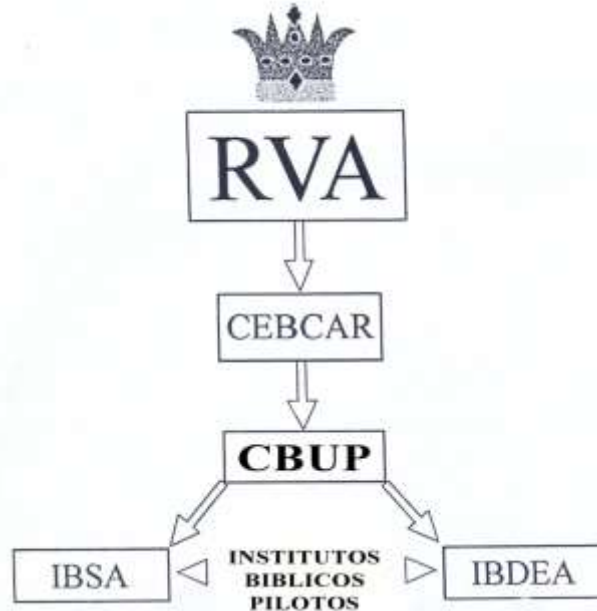 RVA
CEBCAR
CBUP
IBSA
INSTITUTOS
BIBLICOS
PILOTOS
IBDEA